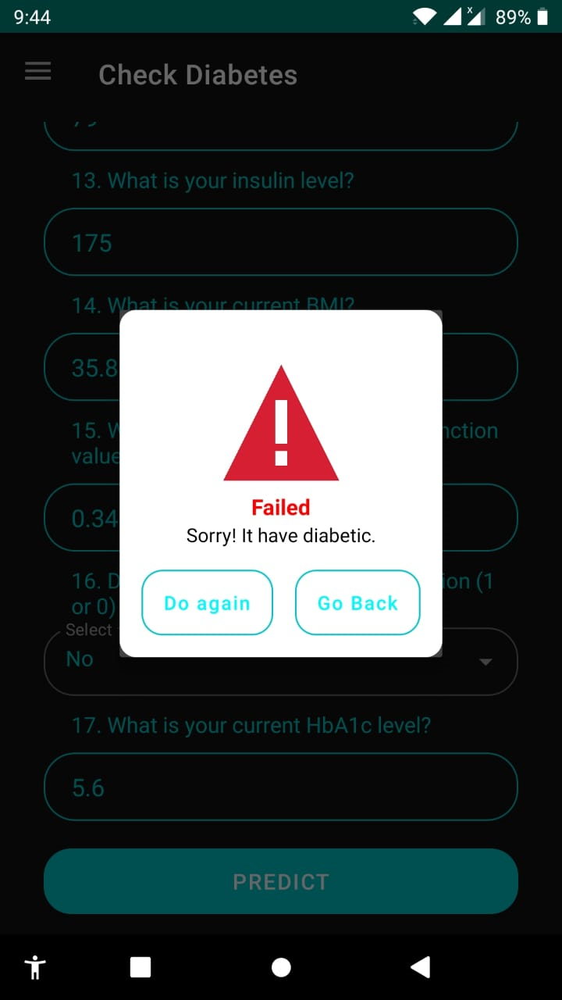 9:44
x
89%
Check Diabetes
13. What is your insulin level?
175
14. What is your current BMI?
35.8
15.
nction
value
0.34
16.
ion (1
or 0)
Select
No
Failed
Sorry! It have diabetic.
Do again
Go Back
17. What is your current HbA1c level?
5.6
PREDICT